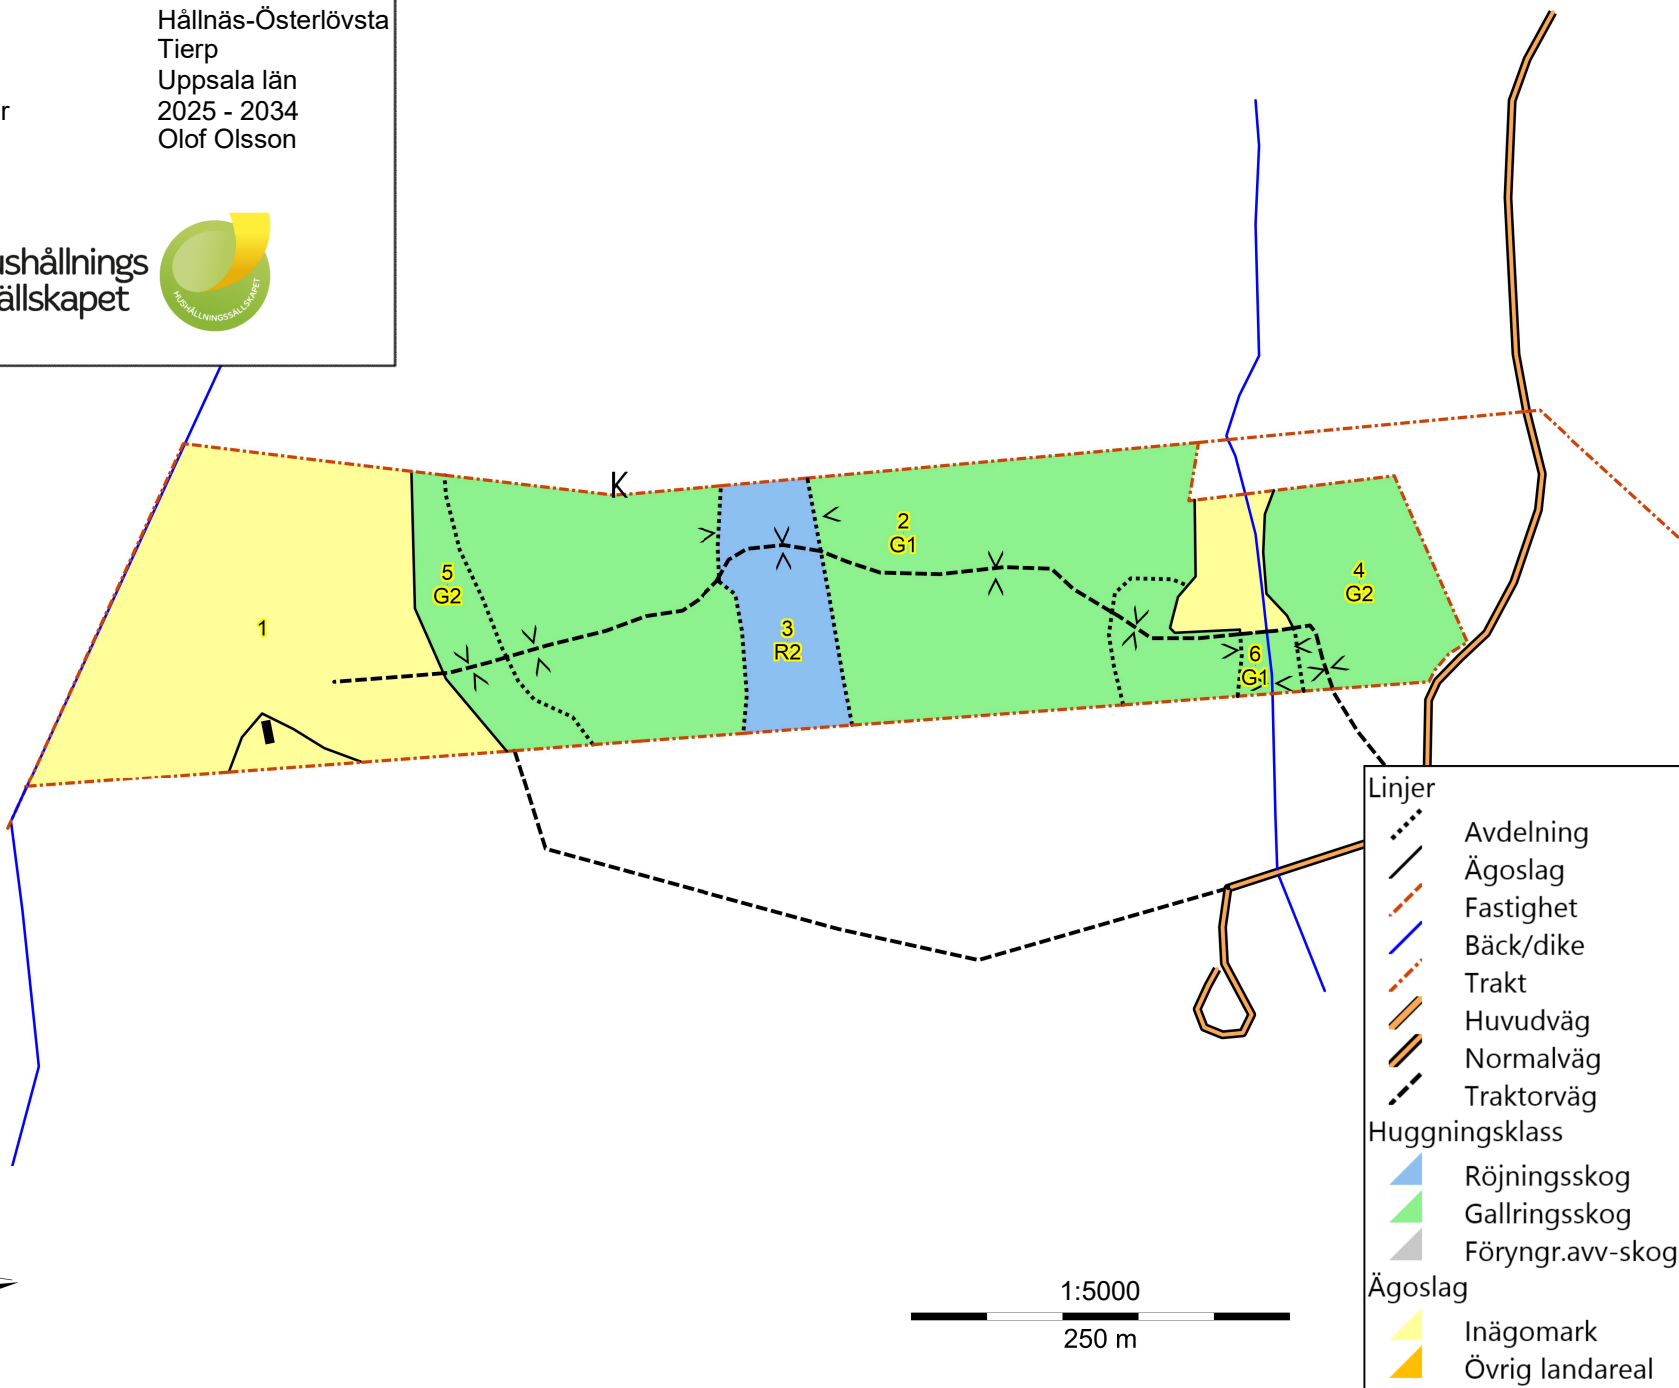 Hållnäs-Österlövsta
Tierp
Uppsala län
r 2025 - 2034
Olof Olsson
ushållnings
ällskapet
HUSHÅLLNINGSSÄLLSKAPET
K
2
G1
5
G2
4
G2
1
3
R2
6
G1
Linjer
Avdelning
Ägoslag
Fastighet
Bäck/dike
Trakt
Huvudväg
Normalväg
Traktorväg
Huggningsklass
Röjningsskog
Gallringsskog
Föryngr.avv-skog
Ägoslag
Inägomark
Övrig landareal
1:5000
250 m